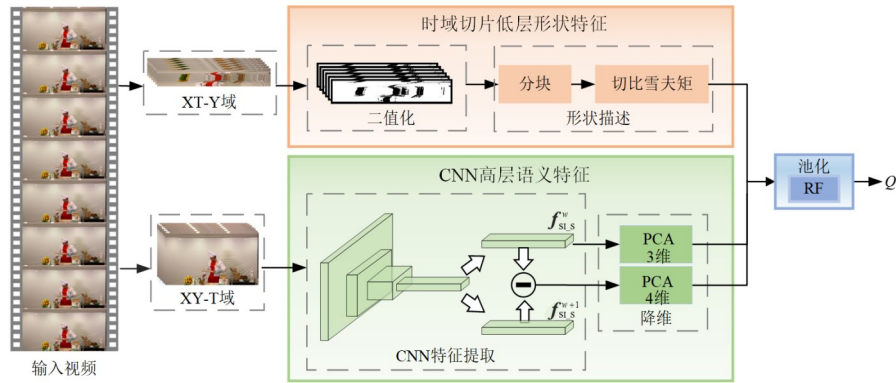 时域切片低层形状特征
XT-Y域
二值化
分块
切比雪夫矩
形状描述
CNN高层语义特征
XY-T域
f^w_SI_S
f^{w+1}_SI_S
CNN特征提取
PCA
3维
PCA
4维
降维
池化
RF
Q
输入视频